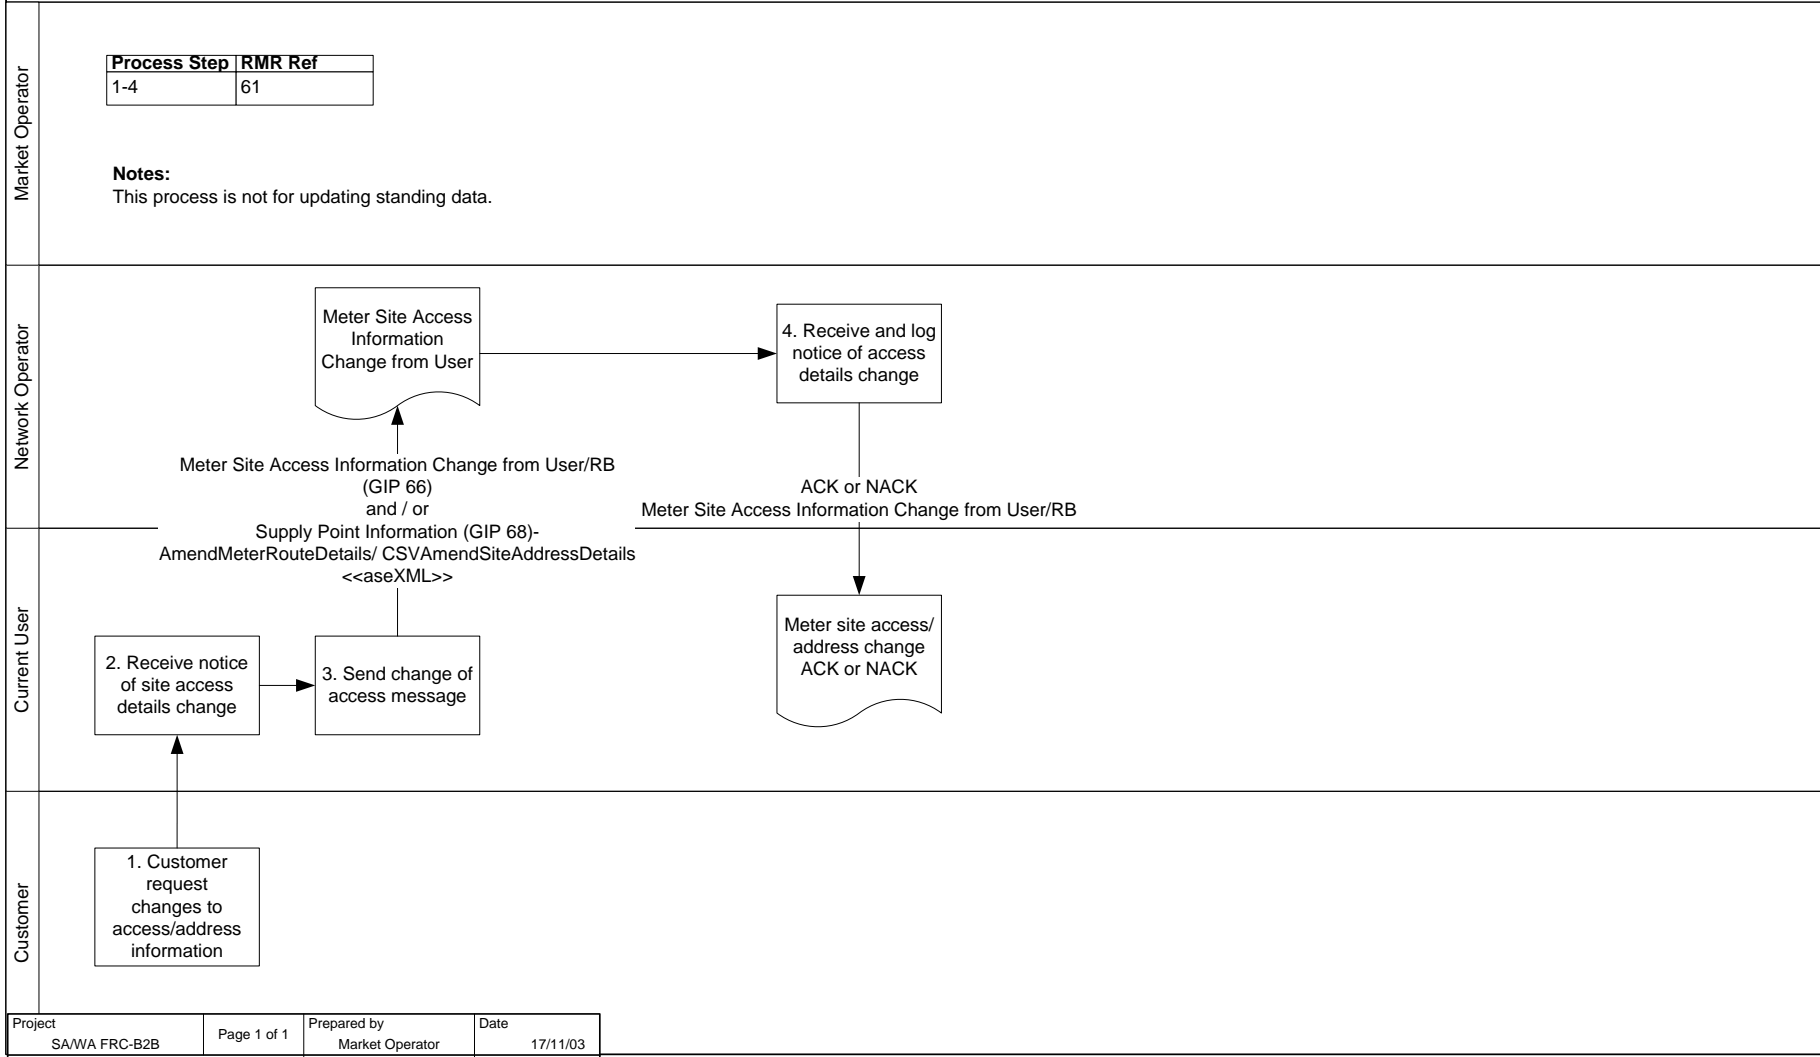 Market Operator
Process Step RMR Ref
1-4 61
Notes:
This process is not for updating standing data.
Network Operator
Meter Site Access
Information
Change from User
4. Receive and log
notice of access
details change
Meter Site Access Information Change from User/RB
(GIP 66)
and / or
Supply Point Information (GIP 68)-
AmendMeterRouteDetails/ CSVAmendSiteAddressDetails
<<aseXML>>
ACK or NACK
Meter Site Access Information Change from User/RB
Current User
2. Receive notice
of site access
details change
3. Send change of
access message
Meter site access/
address change
ACK or NACK
Customer
1. Customer
request
changes to
access/address
information
Project
SA/WA FRC-B2B
Page 1 of 1
Prepared by
Market Operator
Date
17/11/03